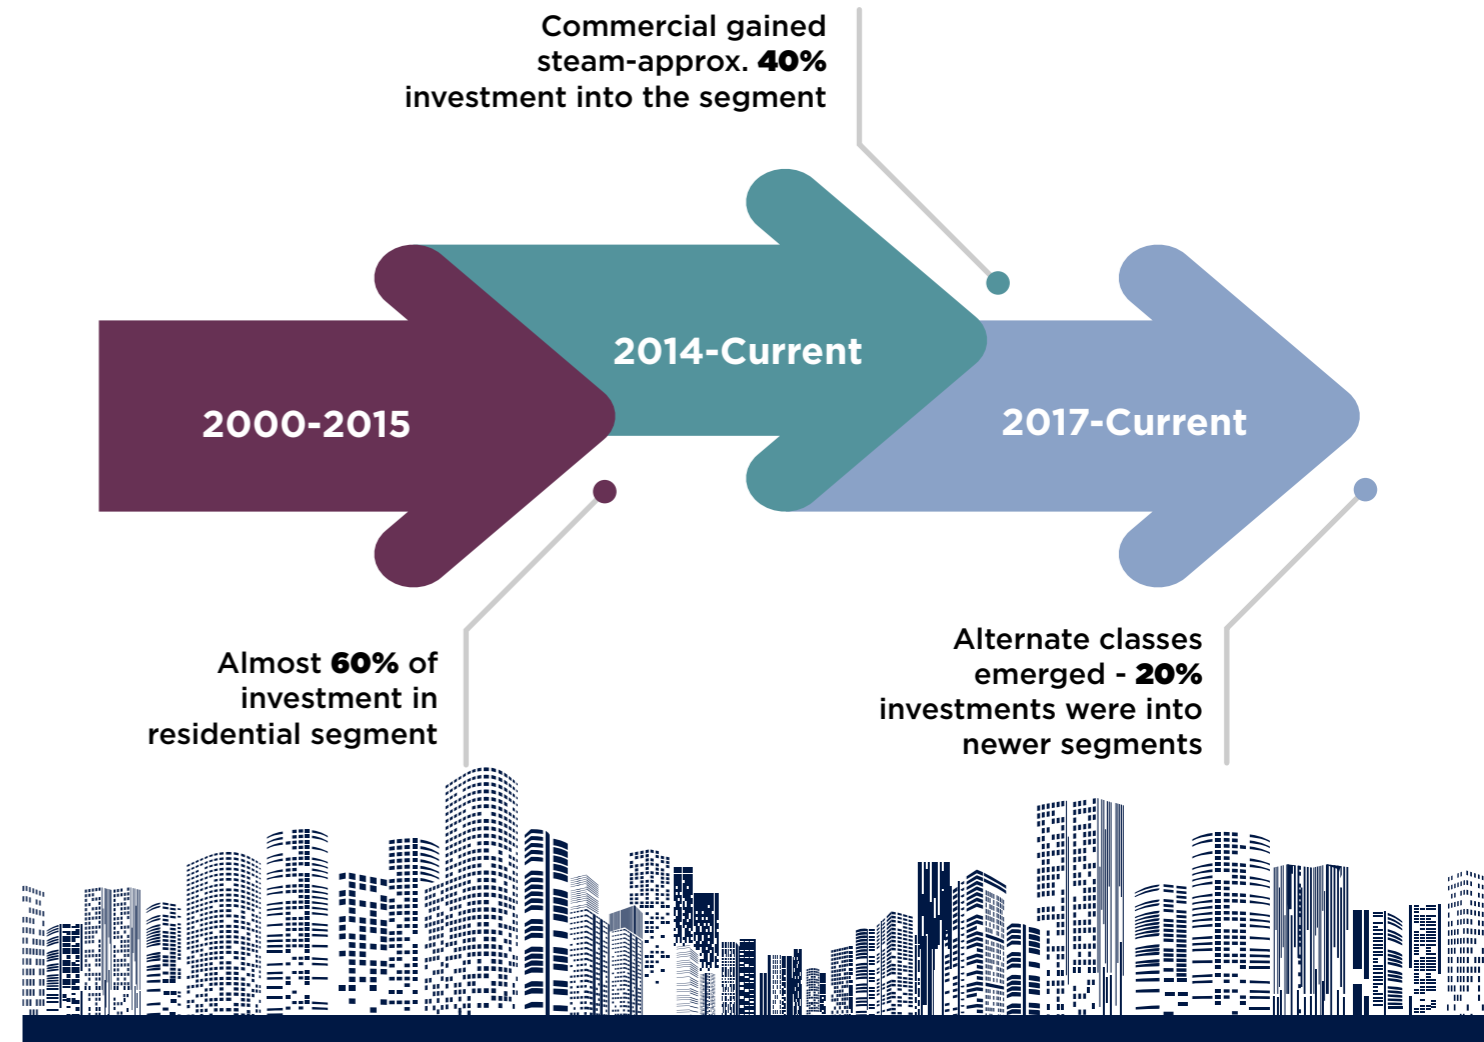 Commercial gained
steam-approx. 40%
investment into the segment
2014-Current
2000-2015
2017-Current
Almost 60% of
investment in
residential segment
Alternate classes
emerged - 20%
investments were into
newer segments